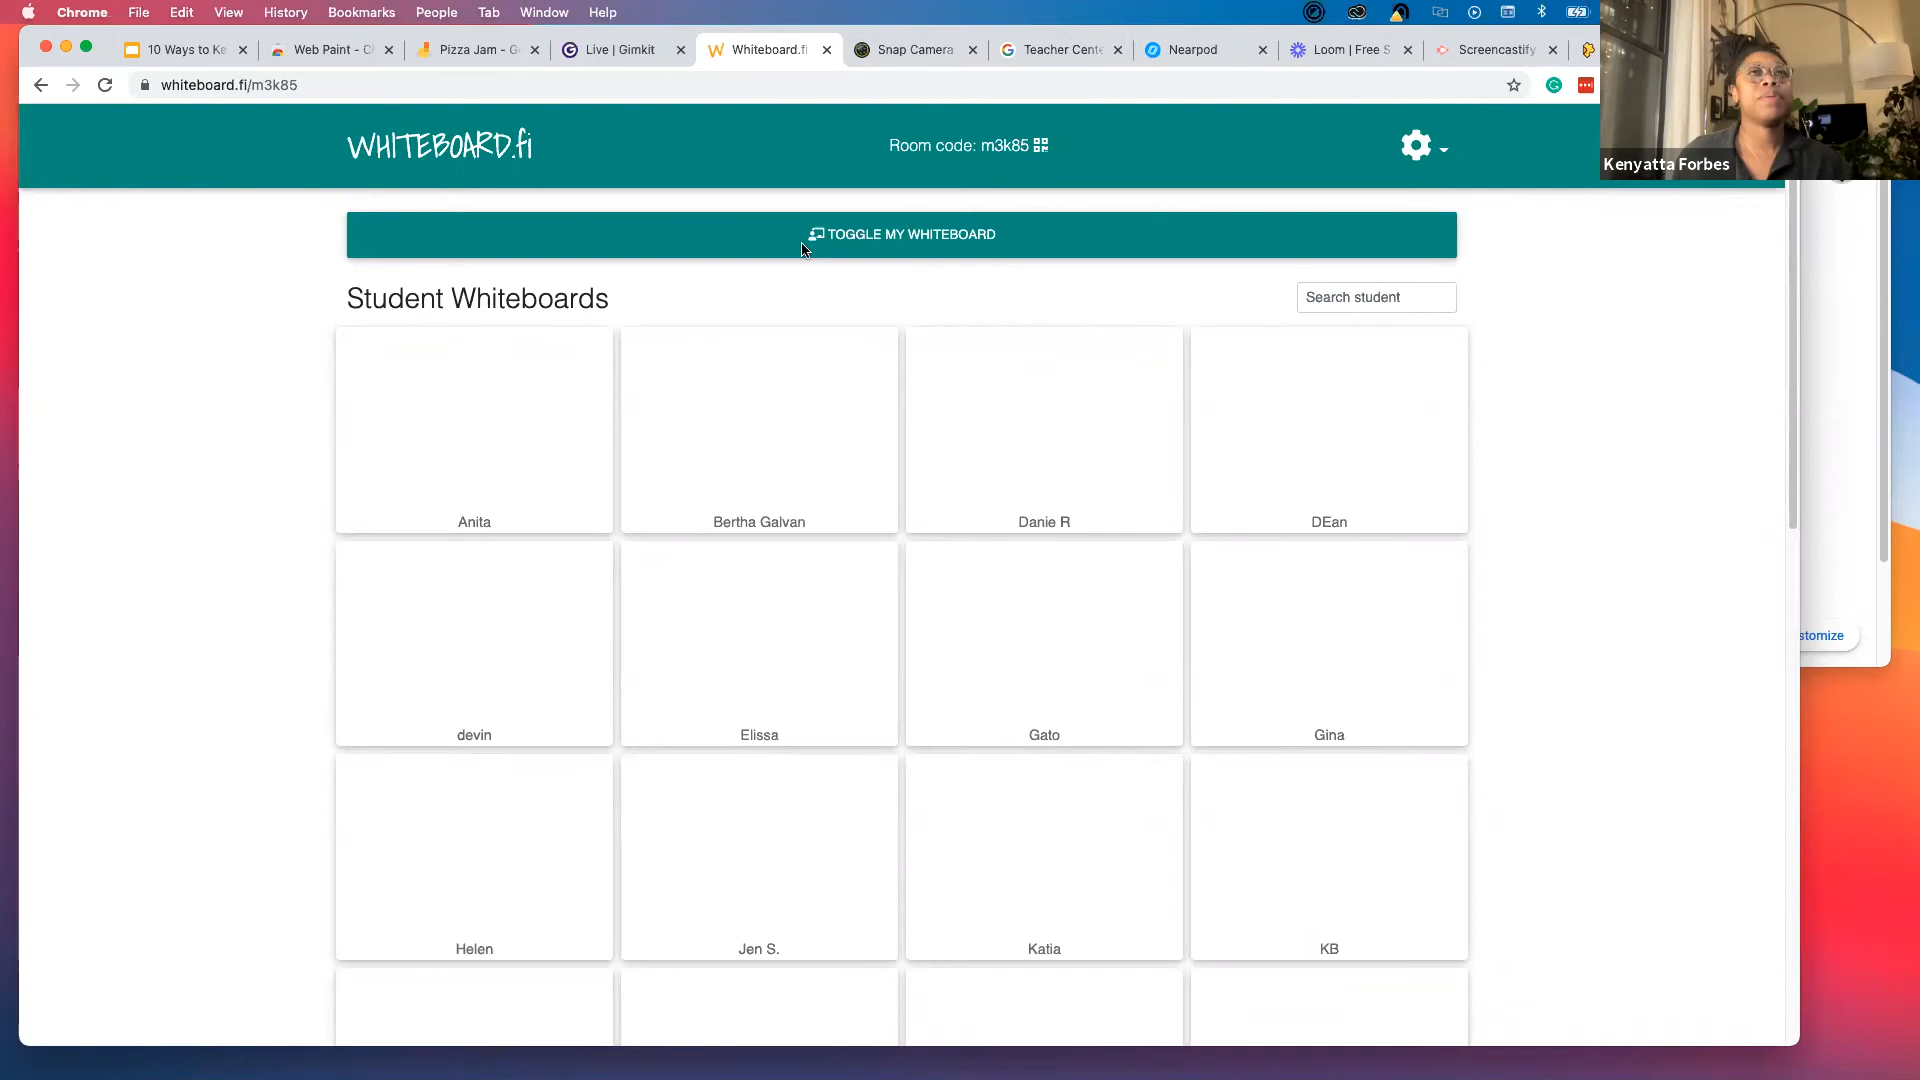 Chrome File Edit View History Bookmarks People Tab Window Help
10 Ways to Ke Web Paint - C Pizza Jam - G Live | Gimkit Whiteboard.fi Snap Camera Teacher Cent Nearpod Loom | Free S Screencastify
whiteboard.fi/m3k85
WHITEBOARD.fi
Room code: m3k85
Kenyatta Forbes
TOGGLE MY WHITEBOARD
Student Whiteboards
Search student
Anita
Bertha Galvan
Danie R
DEan
devin
Elissa
Gato
Gina
stomize
Helen
Jen S.
Katia
KB